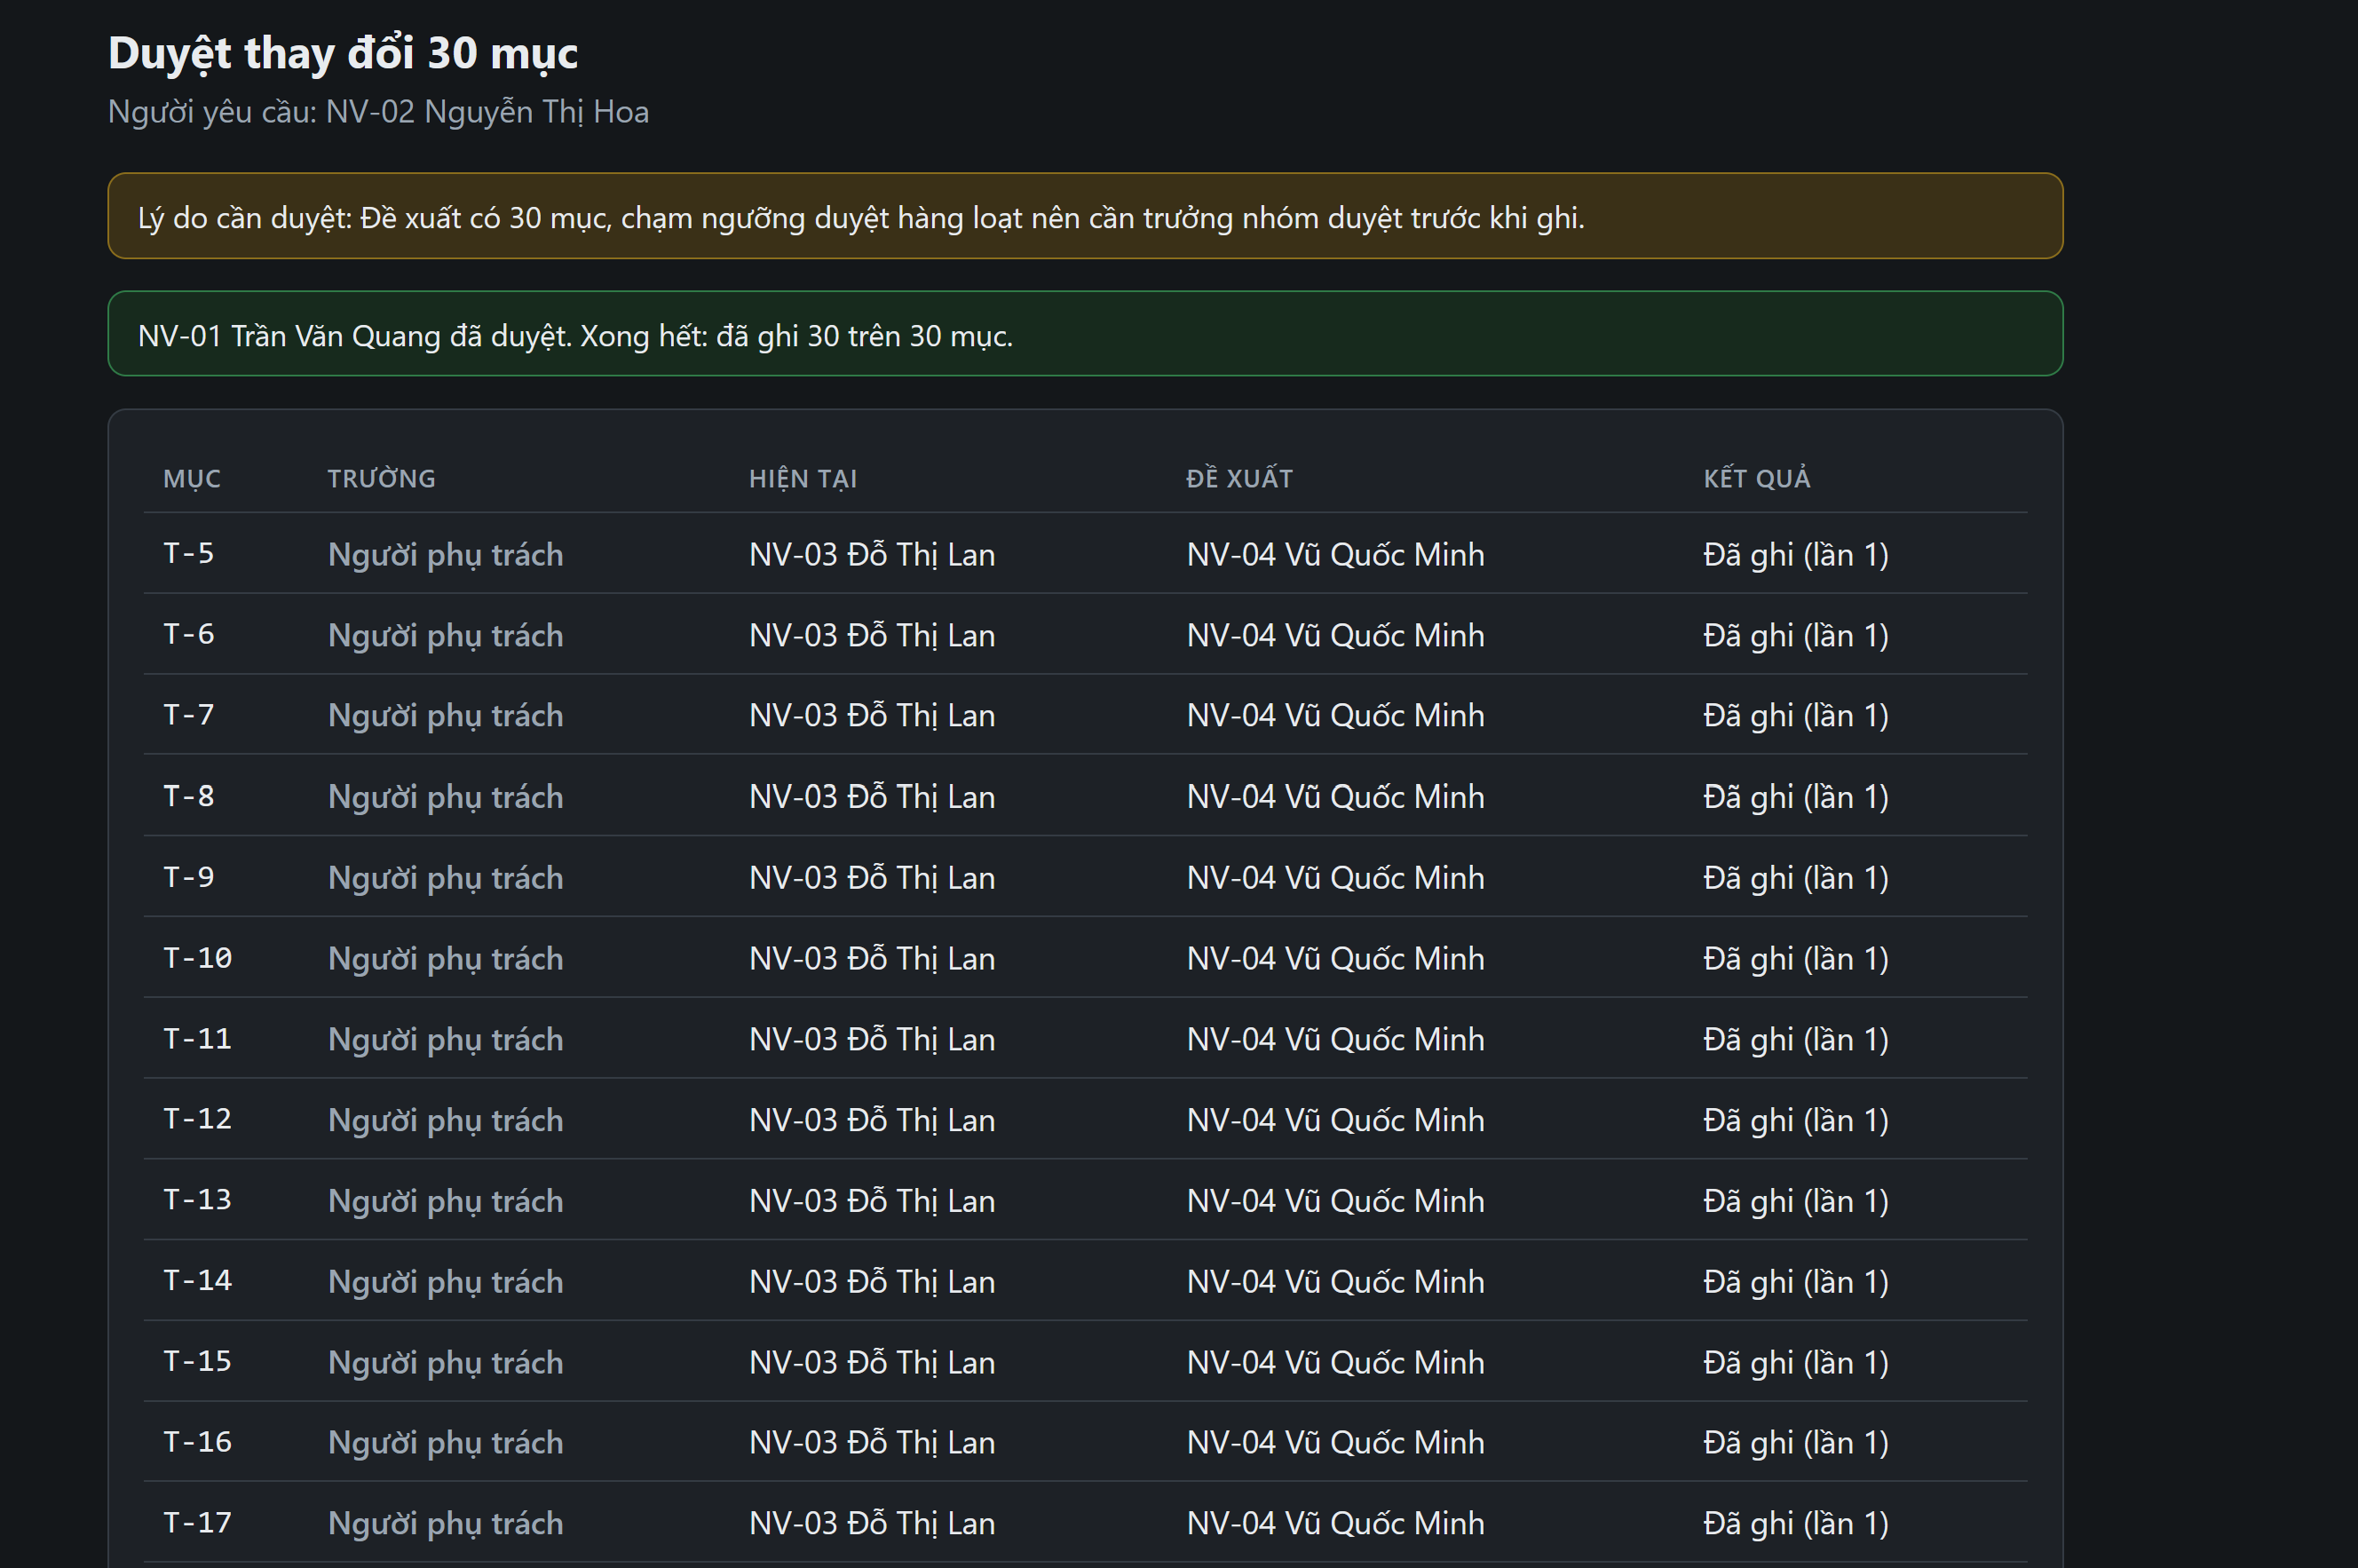 Duyệt thay đổi 30 mục
Người yêu cầu: NV-02 Nguyễn Thị Hoa
Lý do cần duyệt: Đề xuất có 30 mục, chạm ngưỡng duyệt hàng loạt nên cần trưởng nhóm duyệt trước khi ghi.
NV-01 Trần Văn Quang đã duyệt. Xong hết: đã ghi 30 trên 30 mục.
MỤC TRƯỜNG HIỆN TẠI ĐỀ XUẤT KẾT QUẢ
T-5 Người phụ trách NV-03 Đỗ Thị Lan NV-04 Vũ Quốc Minh Đã ghi (lần 1)
T-6 Người phụ trách NV-03 Đỗ Thị Lan NV-04 Vũ Quốc Minh Đã ghi (lần 1)
T-7 Người phụ trách NV-03 Đỗ Thị Lan NV-04 Vũ Quốc Minh Đã ghi (lần 1)
T-8 Người phụ trách NV-03 Đỗ Thị Lan NV-04 Vũ Quốc Minh Đã ghi (lần 1)
T-9 Người phụ trách NV-03 Đỗ Thị Lan NV-04 Vũ Quốc Minh Đã ghi (lần 1)
T-10 Người phụ trách NV-03 Đỗ Thị Lan NV-04 Vũ Quốc Minh Đã ghi (lần 1)
T-11 Người phụ trách NV-03 Đỗ Thị Lan NV-04 Vũ Quốc Minh Đã ghi (lần 1)
T-12 Người phụ trách NV-03 Đỗ Thị Lan NV-04 Vũ Quốc Minh Đã ghi (lần 1)
T-13 Người phụ trách NV-03 Đỗ Thị Lan NV-04 Vũ Quốc Minh Đã ghi (lần 1)
T-14 Người phụ trách NV-03 Đỗ Thị Lan NV-04 Vũ Quốc Minh Đã ghi (lần 1)
T-15 Người phụ trách NV-03 Đỗ Thị Lan NV-04 Vũ Quốc Minh Đã ghi (lần 1)
T-16 Người phụ trách NV-03 Đỗ Thị Lan NV-04 Vũ Quốc Minh Đã ghi (lần 1)
T-17 Người phụ trách NV-03 Đỗ Thị Lan NV-04 Vũ Quốc Minh Đã ghi (lần 1)